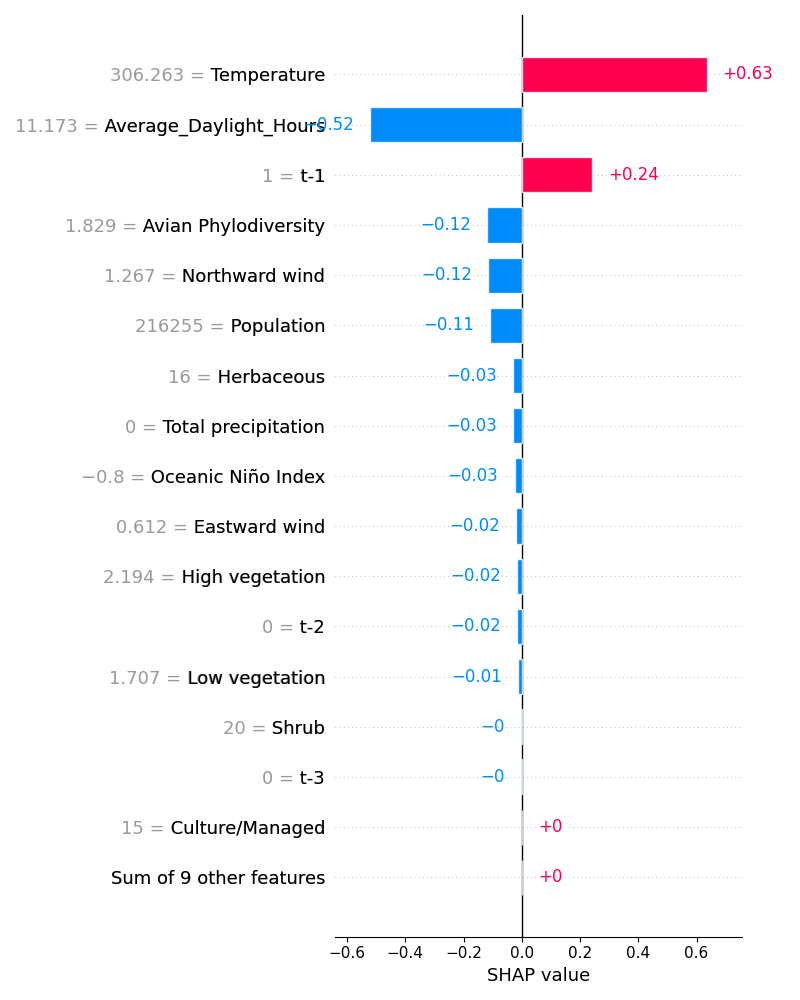 306.263 = Temperature +0.63
11.173 = Average_Daylight_Hours −0.52
1 = t-1 +0.24
1.829 = Avian Phylodiversity −0.12
1.267 = Northward wind −0.12
216255 = Population −0.11
16 = Herbaceous −0.03
0 = Total precipitation −0.03
−0.8 = Oceanic Niño Index −0.03
0.612 = Eastward wind −0.02
2.194 = High vegetation −0.02
0 = t-2 −0.02
1.707 = Low vegetation −0.01
20 = Shrub −0
0 = t-3 −0
15 = Culture/Managed +0
Sum of 9 other features +0
−0.6 −0.4 −0.2 0.0 0.2 0.4 0.6
SHAP value